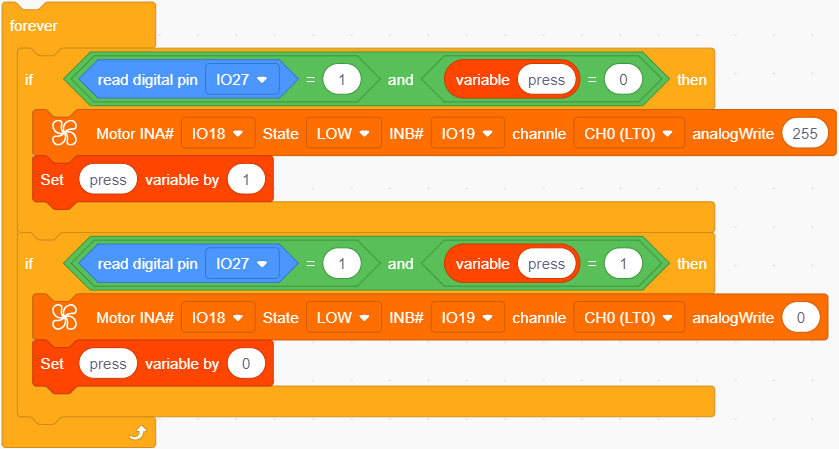 forever
if read digital pin IO27 = 1 and variable press = 0 then
Motor INA# IO18 State LOW INB# IO19 channle CH0 (LT0) analogWrite 255
Set press variable by 1
if read digital pin IO27 = 1 and variable press = 1 then
Motor INA# IO18 State LOW INB# IO19 channle CH0 (LT0) analogWrite 0
Set press variable by 0